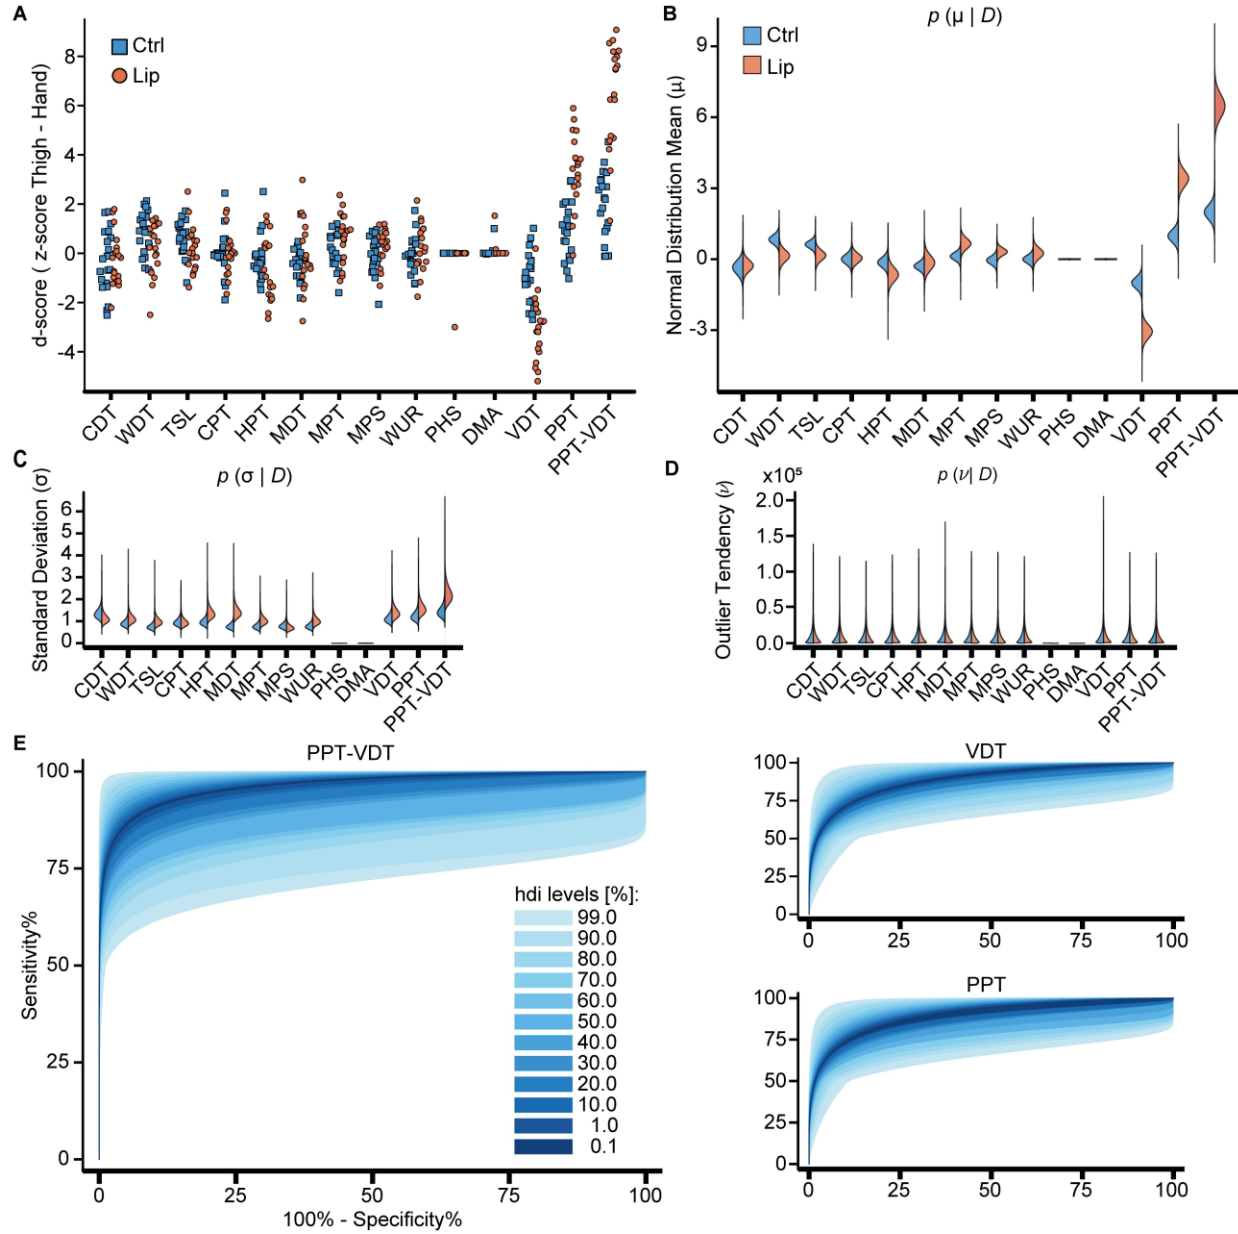 A
d-score ( z-score Thigh - Hand)
8
6
4
2
0
-2
-4
Ctrl
Lip
CDT
WDT
TSL
CPT
HPT
MDT
MPT
MPS
WUR
PHS
DMA
VDT
PPT
PPT-VDT
B
p (μ | D)
Normal Distribution Mean (μ)
9
6
3
0
-3
Ctrl
Lip
CDT
WDT
TSL
CPT
HPT
MDT
MPT
MPS
WUR
PHS
DMA
VDT
PPT
PPT-VDT
C
p (σ | D)
Standard Deviation (σ)
6
5
4
3
2
1
0
CDT
WDT
TSL
CPT
HPT
MDT
MPT
MPS
WUR
PHS
DMA
VDT
PPT
PPT-VDT
D
x10⁵
p (ν| D)
Outlier Tendency (ν)
2.0
1.5
1.0
0.5
0.0
CDT
WDT
TSL
CPT
HPT
MDT
MPT
MPS
WUR
PHS
DMA
VDT
PPT
PPT-VDT
E
PPT-VDT
Sensitivity%
100
75
50
25
0
hdi levels [%]:
99.0
90.0
80.0
70.0
60.0
50.0
40.0
30.0
20.0
10.0
1.0
0.1
0 25 50 75 100
100% - Specificity%
VDT
100
75
50
25
0
0 25 50 75 100
PPT
100
75
50
25
0
0 25 50 75 100